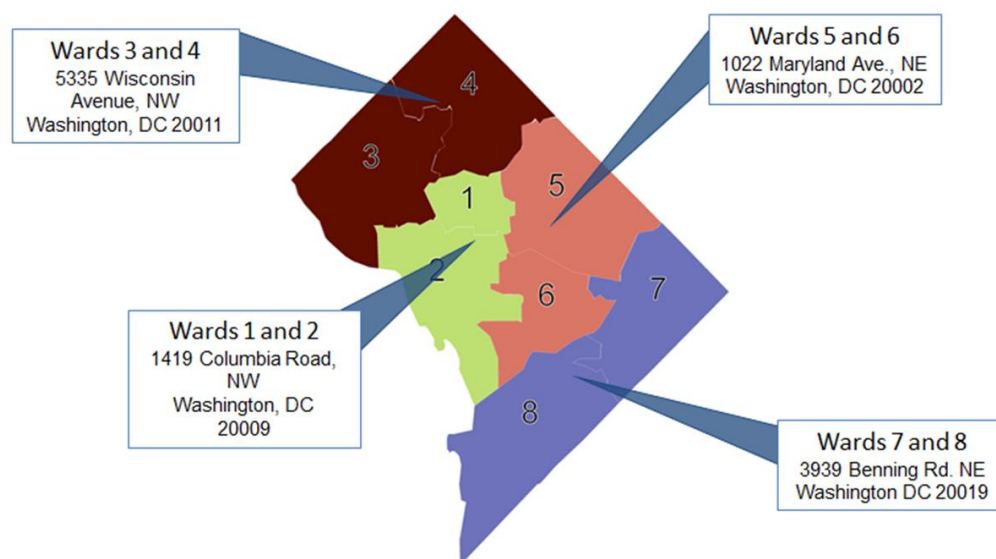 Wards 3 and 4
5335 Wisconsin
Avenue, NW
Washington, DC 20011
Wards 5 and 6
1022 Maryland Ave., NE
Washington, DC 20002
4
3
5
1
2
7
6
8
Wards 1 and 2
1419 Columbia Road,
NW
Washington, DC
20009
Wards 7 and 8
3939 Benning Rd. NE
Washington DC 20019